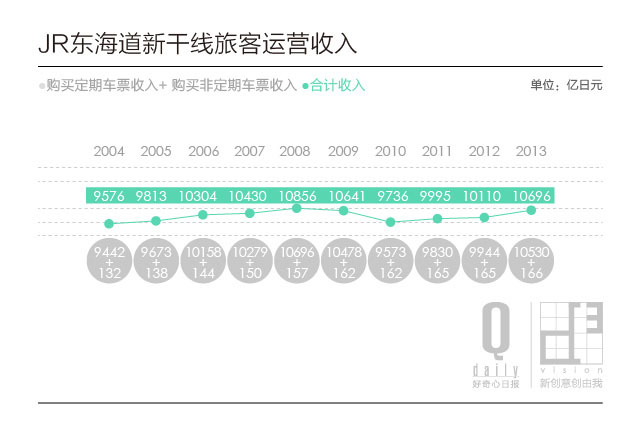 JR东海道新干线旅客运营收入
●购买定期车票收入+ 购买非定期车票收入 ●合计收入 单位：亿日元
2004 2005 2006 2007 2008 2009 2010 2011 2012 2013
9576 9813 10304 10430 10856 10641 9736 9995 10110 10696
9442 9673 10158 10279 10696 10478 9573 9830 9944 10530
+ + + + + + + + + +
132 138 144 150 157 162 162 165 165 166
Q
daily vision
好奇心日报 新创意创由我